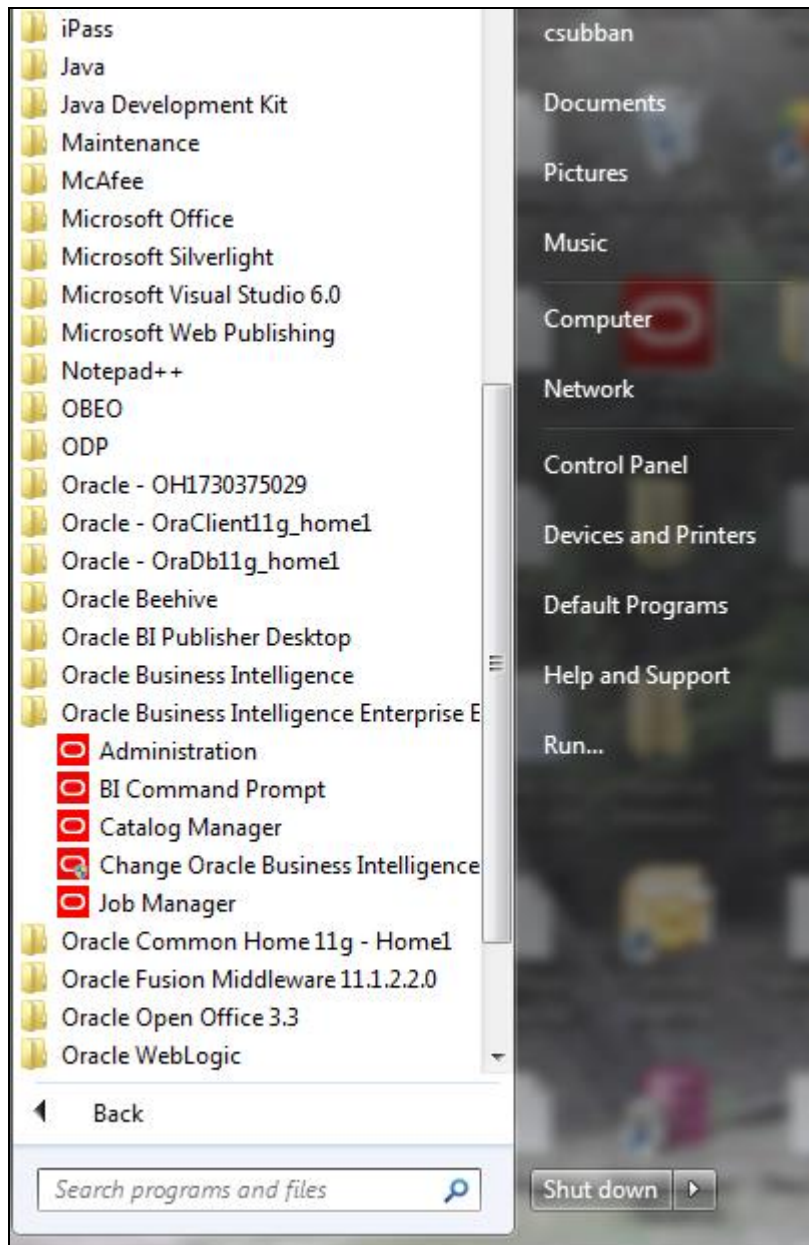 iPass
Java
Java Development Kit
Maintenance
McAfee
Microsoft Office
Microsoft Silverlight
Microsoft Visual Studio 6.0
Microsoft Web Publishing
Notepad++
OBEO
ODP
Oracle - OH1730375029
Oracle - OraClient11g_home1
Oracle - OraDb11g_home1
Oracle Beehive
Oracle BI Publisher Desktop
Oracle Business Intelligence
Oracle Business Intelligence Enterprise E
Administration
BI Command Prompt
Catalog Manager
Change Oracle Business Intelligence
Job Manager
Oracle Common Home 11g - Home1
Oracle Fusion Middleware 11.1.2.2.0
Oracle Open Office 3.3
Oracle WebLogic
Back
Search programs and files
csubban
Documents
Pictures
Music
Computer
Network
Control Panel
Devices and Printers
Default Programs
Help and Support
Run...
Shut down